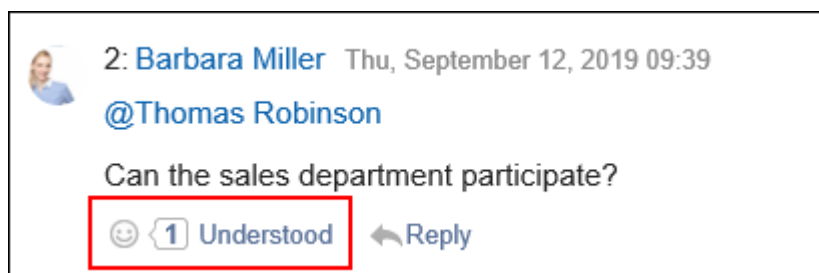 2: Barbara Miller Thu, September 12, 2019 09:39
@Thomas Robinson
Can the sales department participate?
1 Understood Reply